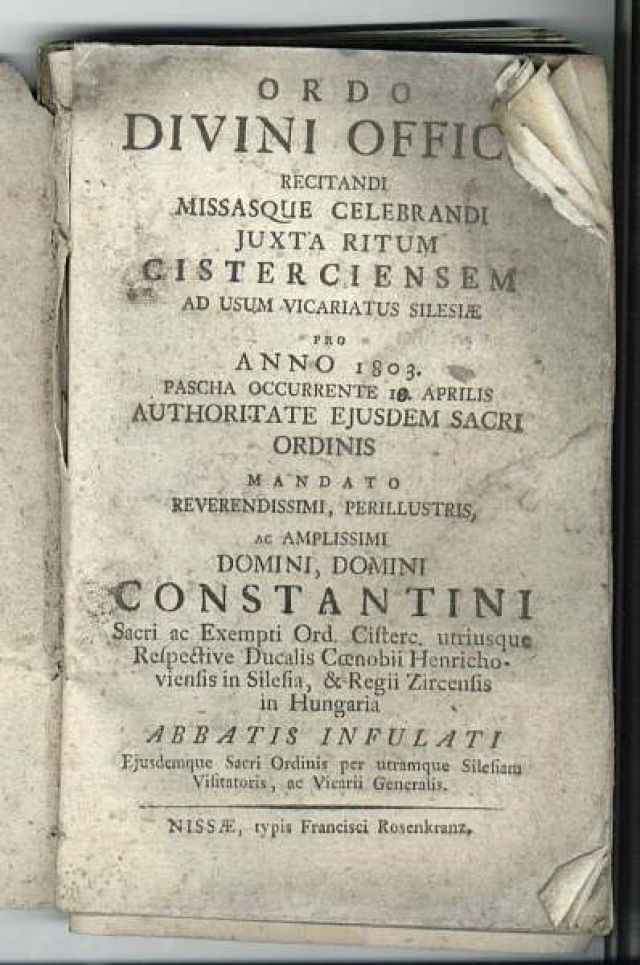 ORDO
DIVINI OFFIC
RECITANDI
MISSASQUE CELEBRANDI
JUXTA RITUM
CISTERCIENSEM
AD USUM VICARIATUS SILESIÆ
PRO
ANNO 1803.
PASCHA OCCURRENTE 10. APRILIS
AUTHORITATE EJUSDEM SACRI
ORDINIS
MANDATO
REVERENDISSIMI, PERILLUSTRIS,
AC AMPLISSIMI
DOMINI, DOMINI
CONSTANTINI
Sacri ac Exempti Ord. Ciſterc. utriusque
Reſpective Ducalis Cœnobii Henricho-
vienſis in Sileſia, & Regii Zircenſis
in Hungaria
ABBATIS INFULATI
Ejusdemque Sacri Ordinis per utramque Sileſiam
Viſitatoris, ac Vicarii Generalis.
NISSÆ, typis Francisci Rosenkranz.